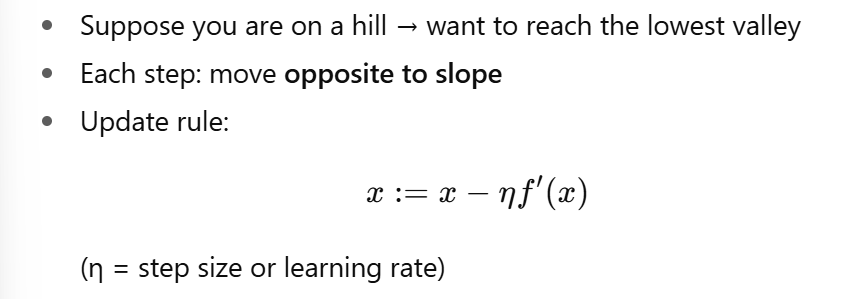 • Suppose you are on a hill → want to reach the lowest valley
• Each step: move opposite to slope
• Update rule:
x := x − ηf′(x)
(η = step size or learning rate)